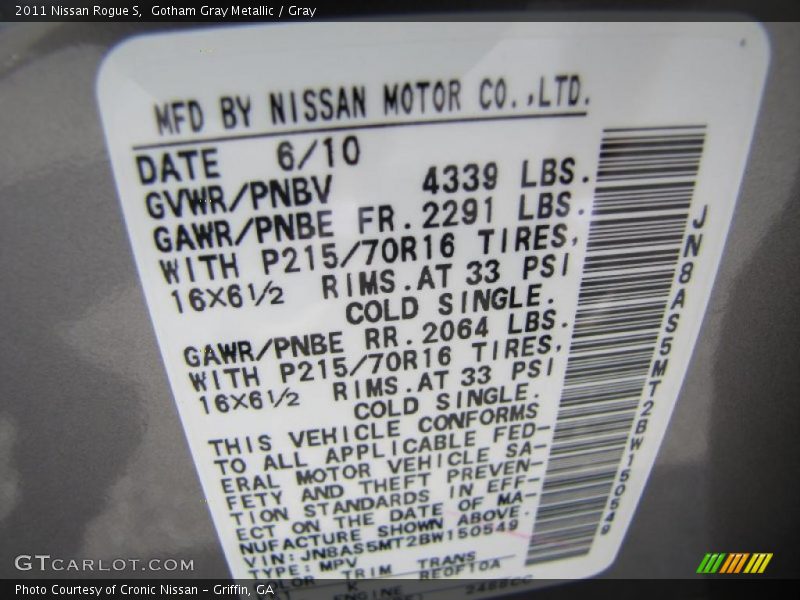 2011 Nissan Rogue S, Gotham Gray Metallic / Gray
MFD BY NISSAN MOTOR CO.,LTD.
DATE 6/10
GVWR/PNBV 4339 LBS.
GAWR/PNBE FR.2291 LBS.
WITH P215/70R16 TIRES,
16X6½ RIMS.AT 33 PSI
COLD SINGLE.
GAWR/PNBE RR.2064 LBS.
WITH P215/70R16 TIRES,
16X6½ RIMS.AT 33 PSI
COLD SINGLE.
THIS VEHICLE CONFORMS
TO ALL APPLICABLE FED-
ERAL MOTOR VEHICLE SA-
FETY AND THEFT PREVEN-
TION STANDARDS IN EFF-
ECT ON THE DATE OF MA-
NUFACTURE SHOWN ABOVE.
VIN:JN8AS5MT2BW150549
TYPE:MPV
TRIM TRANS
RE0F10A
ENGINE
JN8AS5MT2BW150549
GTCARLOT.COM
Photo Courtesy of Cronic Nissan - Griffin, GA